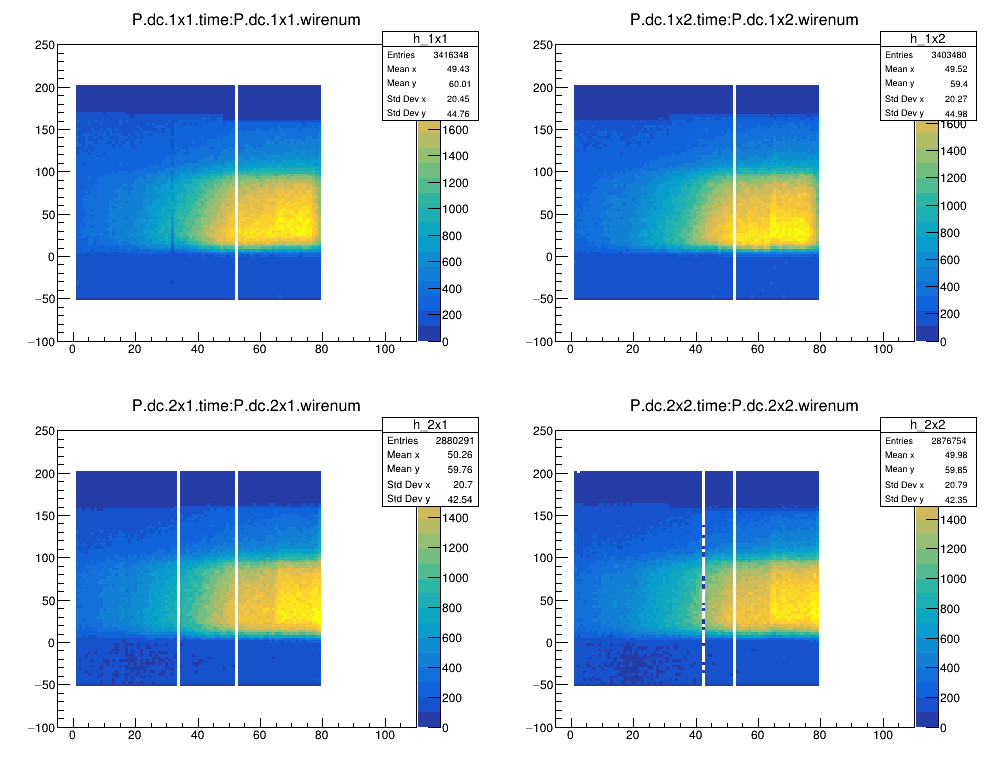 P.dc.1x1.time:P.dc.1x1.wirenum
h_1x1
Entries 3416348
Mean x 49.43
Mean y 60.01
Std Dev x 20.45
Std Dev y 44.76
250
200
150
100
50
0
−50
−100
0 20 40 60 80 100
1600
1400
1200
1000
800
600
400
200
0
P.dc.1x2.time:P.dc.1x2.wirenum
h_1x2
Entries 3403480
Mean x 49.52
Mean y 59.4
Std Dev x 20.27
Std Dev y 44.98
250
200
150
100
50
0
−50
−100
0 20 40 60 80 100
1600
1400
1200
1000
800
600
400
200
0
P.dc.2x1.time:P.dc.2x1.wirenum
h_2x1
Entries 2880291
Mean x 50.26
Mean y 59.76
Std Dev x 20.7
Std Dev y 42.54
250
200
150
100
50
0
−50
−100
0 20 40 60 80 100
1400
1200
1000
800
600
400
200
0
P.dc.2x2.time:P.dc.2x2.wirenum
h_2x2
Entries 2876754
Mean x 49.98
Mean y 59.85
Std Dev x 20.79
Std Dev y 42.35
250
200
150
100
50
0
−50
−100
0 20 40 60 80 100
1400
1200
1000
800
600
400
200
0